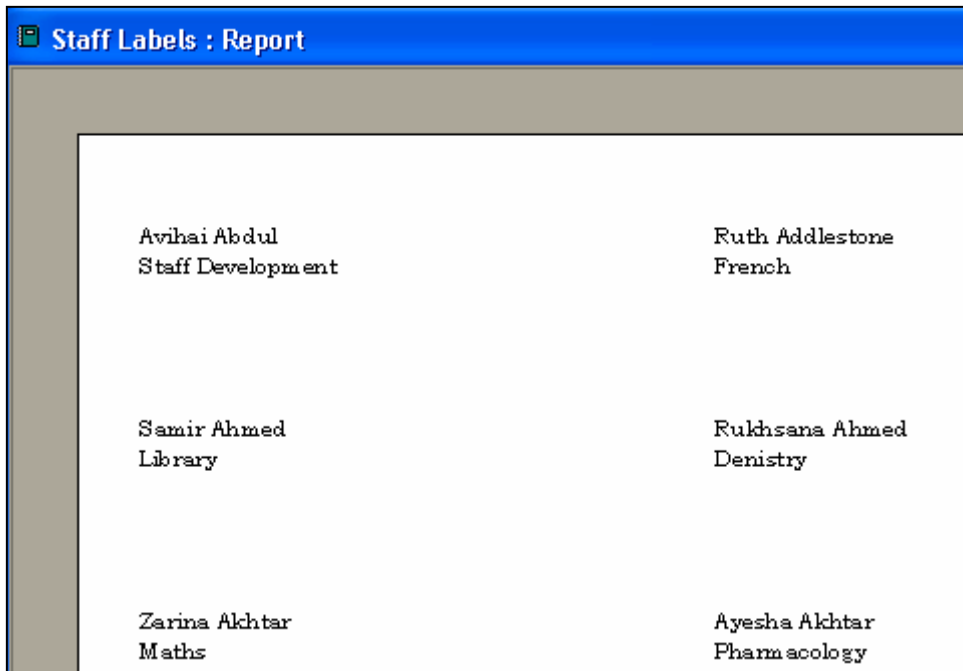 Staff Labels : Report
Avihai Abdul
Staff Development
Ruth Addlestone
French
Samir Ahmed
Library
Rukhsana Ahmed
Denistry
Zarina Akhtar
Maths
Ayesha Akhtar
Pharmacology